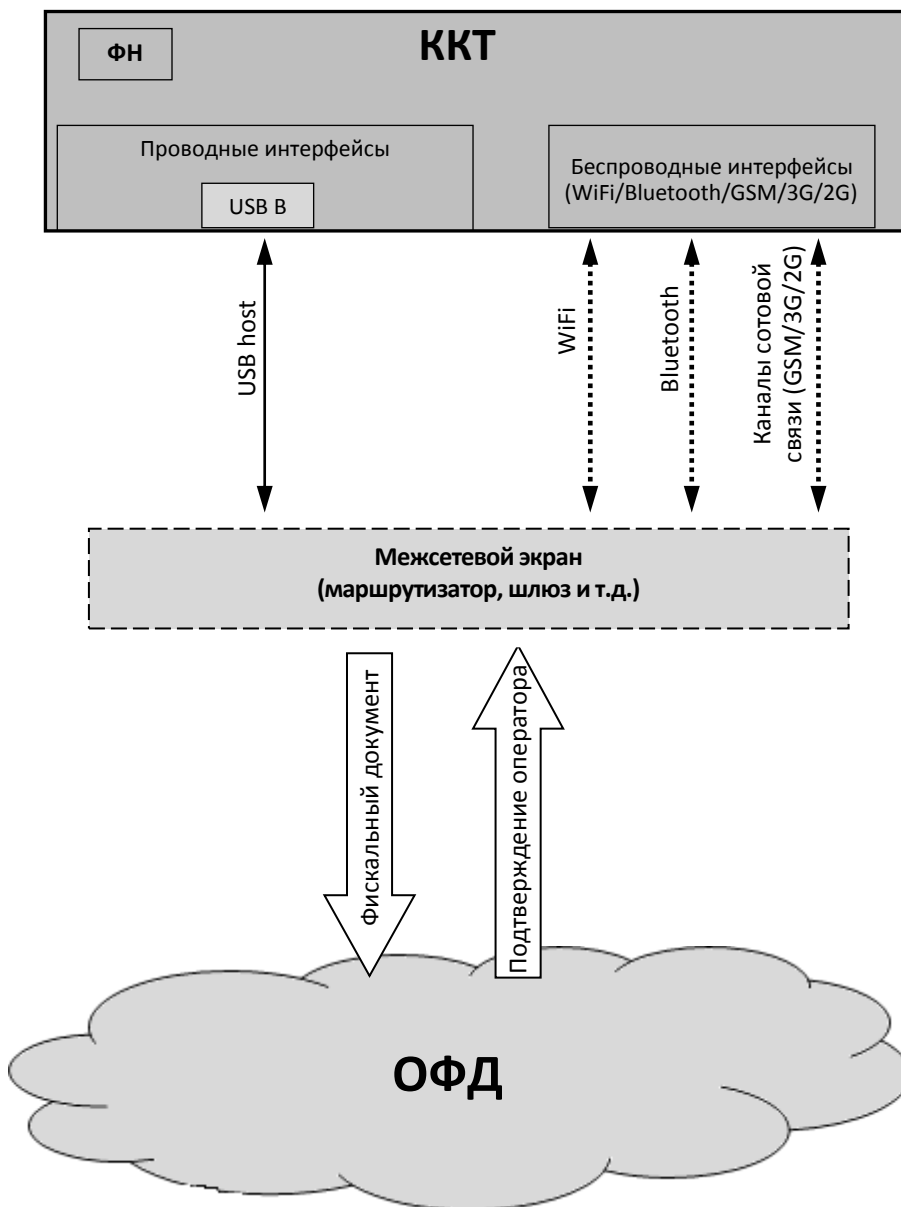 ККТ
ФН
Проводные интерфейсы
USB B
Беспроводные интерфейсы
(WiFi/Bluetooth/GSM/3G/2G)
USB host
WiFi
Bluetooth
Каналы сотовой
связи (GSM/3G/2G)
Межсетевой экран
(маршрутизатор, шлюз и т.д.)
Фискальный документ
Подтверждение оператора
ОФД